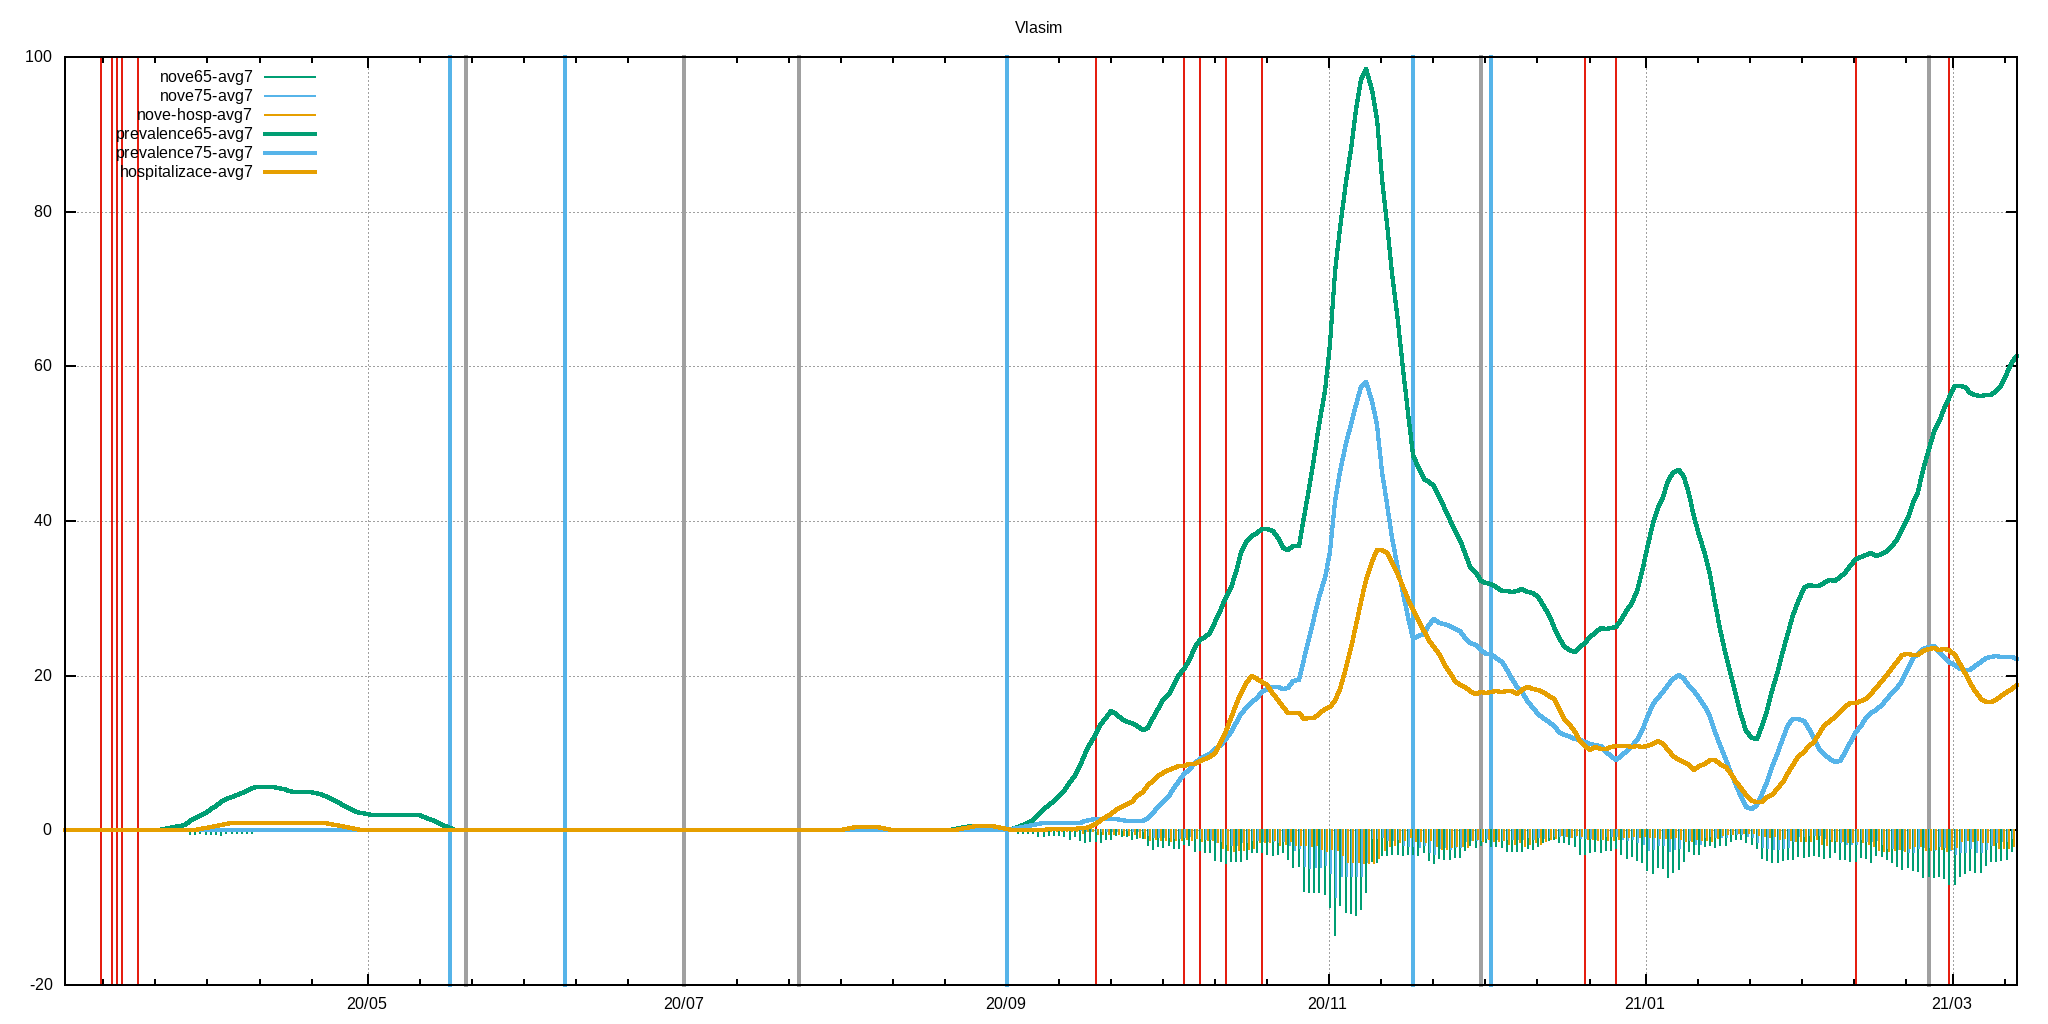 Vlasim
100
80
60
40
20
0
-20
nove65-avg7
nove75-avg7
nove-hosp-avg7
prevalence65-avg7
prevalence75-avg7
hospitalizace-avg7
20/05 20/07 20/09 20/11 21/01 21/03